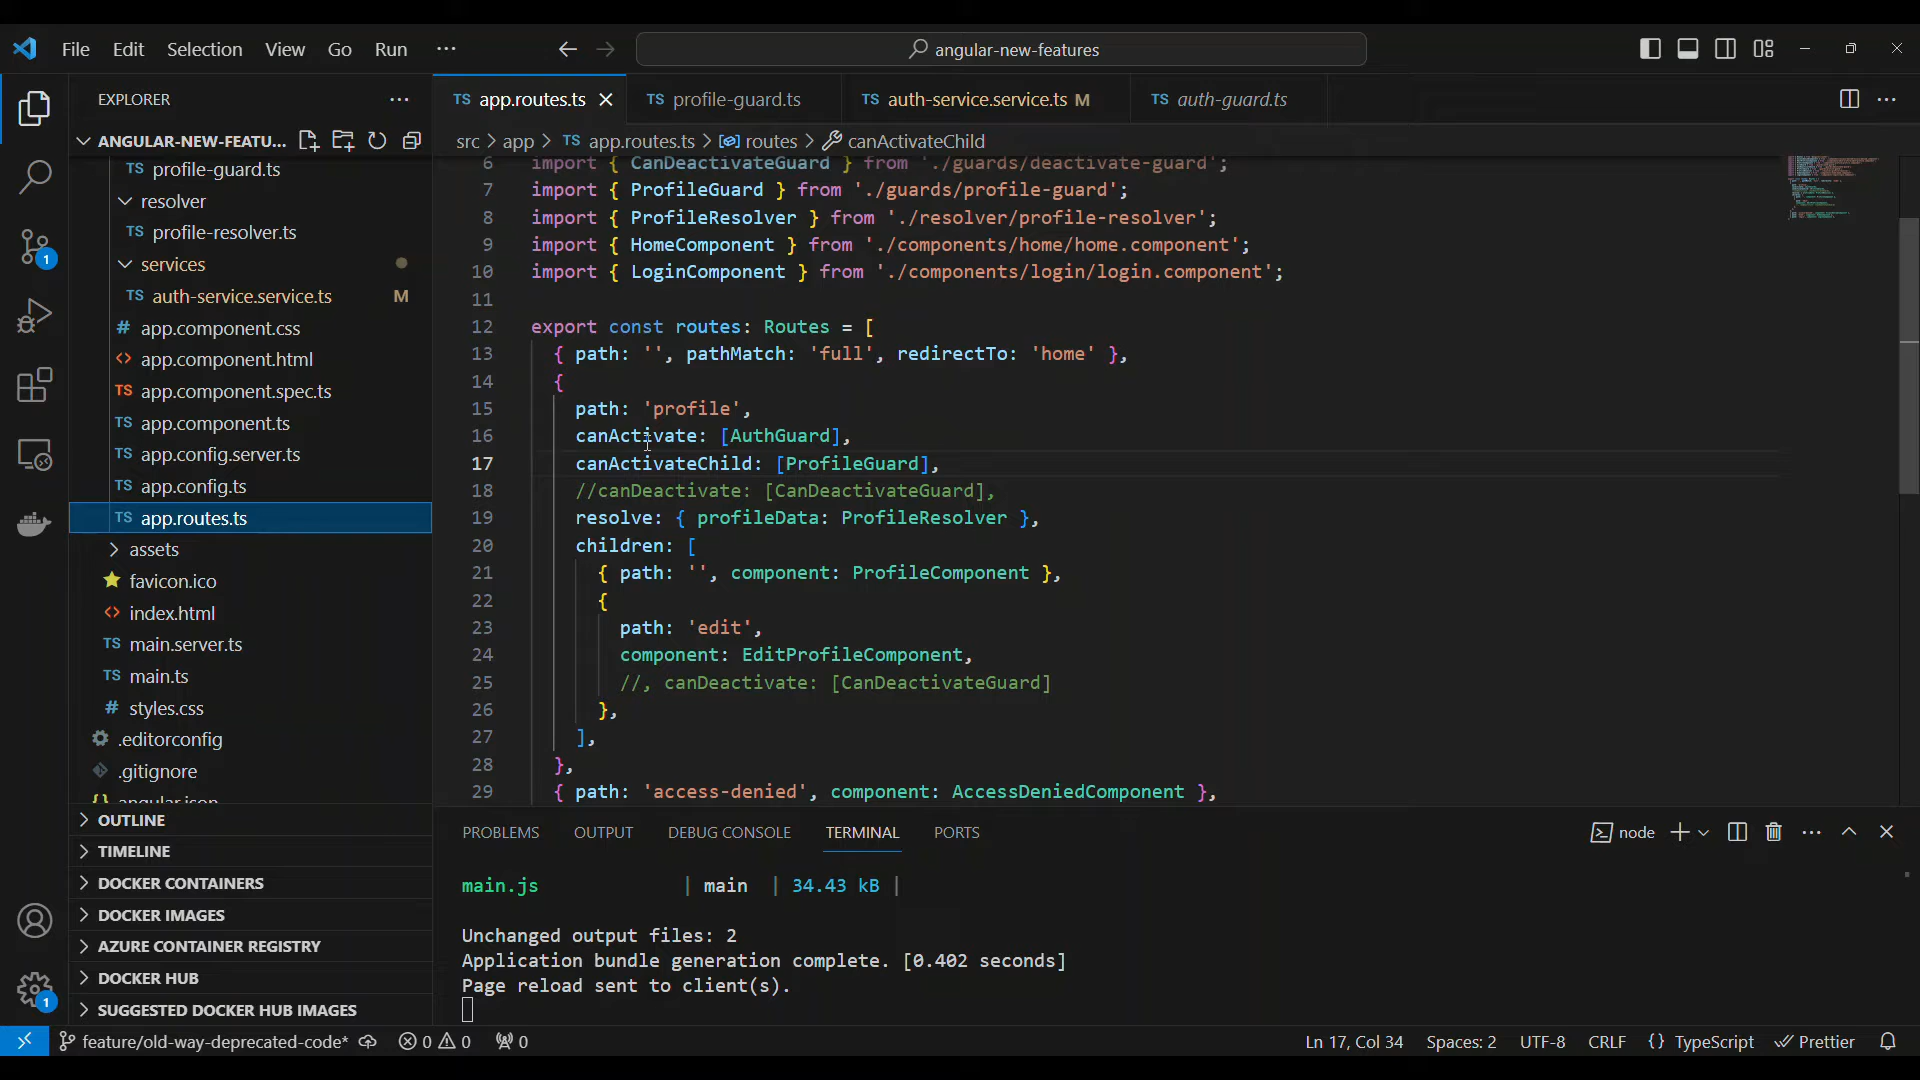 File Edit Selection View Go Run ··· angular-new-features
EXPLORER ···
ANGULAR-NEW-FEATU...
TS profile-guard.ts
resolver
TS profile-resolver.ts
services
TS auth-service.service.ts M
# app.component.css
<> app.component.html
TS app.component.spec.ts
TS app.component.ts
TS app.config.server.ts
TS app.config.ts
TS app.routes.ts
assets
favicon.ico
<> index.html
TS main.server.ts
TS main.ts
# styles.css
.editorconfig
.gitignore
{} angular.json
OUTLINE
TIMELINE
DOCKER CONTAINERS
DOCKER IMAGES
AZURE CONTAINER REGISTRY
DOCKER HUB
SUGGESTED DOCKER HUB IMAGES
1
1
TS app.routes.ts TS profile-guard.ts TS auth-service.service.ts M TS auth-guard.ts
src > app > TS app.routes.ts > routes > canActivateChild
6 import { CanDeactivateGuard } from './guards/deactivate-guard';
7 import { ProfileGuard } from './guards/profile-guard';
8 import { ProfileResolver } from './resolver/profile-resolver';
9 import { HomeComponent } from './components/home/home.component';
10 import { LoginComponent } from './components/login/login.component';
11
12 export const routes: Routes = [
13 { path: '', pathMatch: 'full', redirectTo: 'home' },
14 {
15 path: 'profile',
16 canActivate: [AuthGuard],
17 canActivateChild: [ProfileGuard],
18 //canDeactivate: [CanDeactivateGuard],
19 resolve: { profileData: ProfileResolver },
20 children: [
21 { path: '', component: ProfileComponent },
22 {
23 path: 'edit',
24 component: EditProfileComponent,
25 //, canDeactivate: [CanDeactivateGuard]
26 },
27 ],
28 },
29 { path: 'access-denied', component: AccessDeniedComponent },
PROBLEMS OUTPUT DEBUG CONSOLE TERMINAL PORTS node
main.js | main | 34.43 kB |
Unchanged output files: 2
Application bundle generation complete. [0.402 seconds]
Page reload sent to client(s).
feature/old-way-deprecated-code* 0 0 0 Ln 17, Col 34 Spaces: 2 UTF-8 CRLF {} TypeScript Prettier